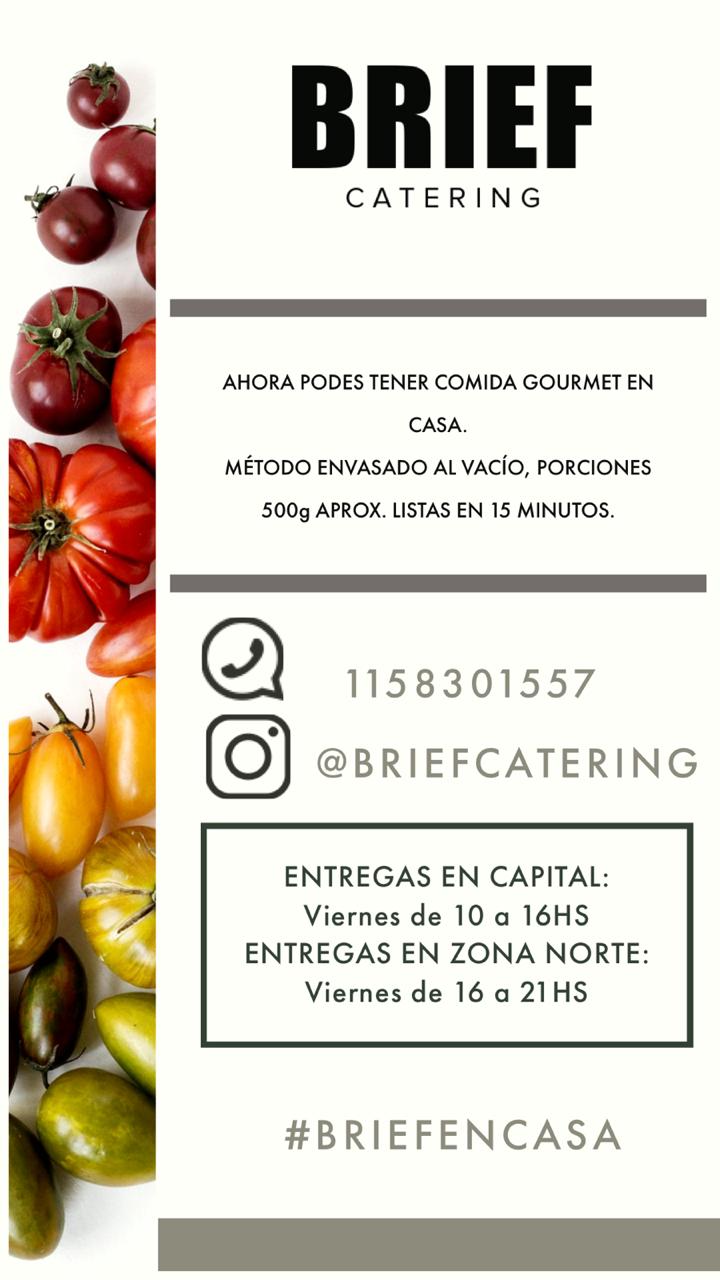 BRIEF
CATERING
AHORA PODES TENER COMIDA GOURMET EN
CASA.
MÉTODO ENVASADO AL VACÍO, PORCIONES
500g APROX. LISTAS EN 15 MINUTOS.
1158301557
@BRIEFCATERING
ENTREGAS EN CAPITAL:
Viernes de 10 a 16HS
ENTREGAS EN ZONA NORTE:
Viernes de 16 a 21HS
#BRIEFENCASA